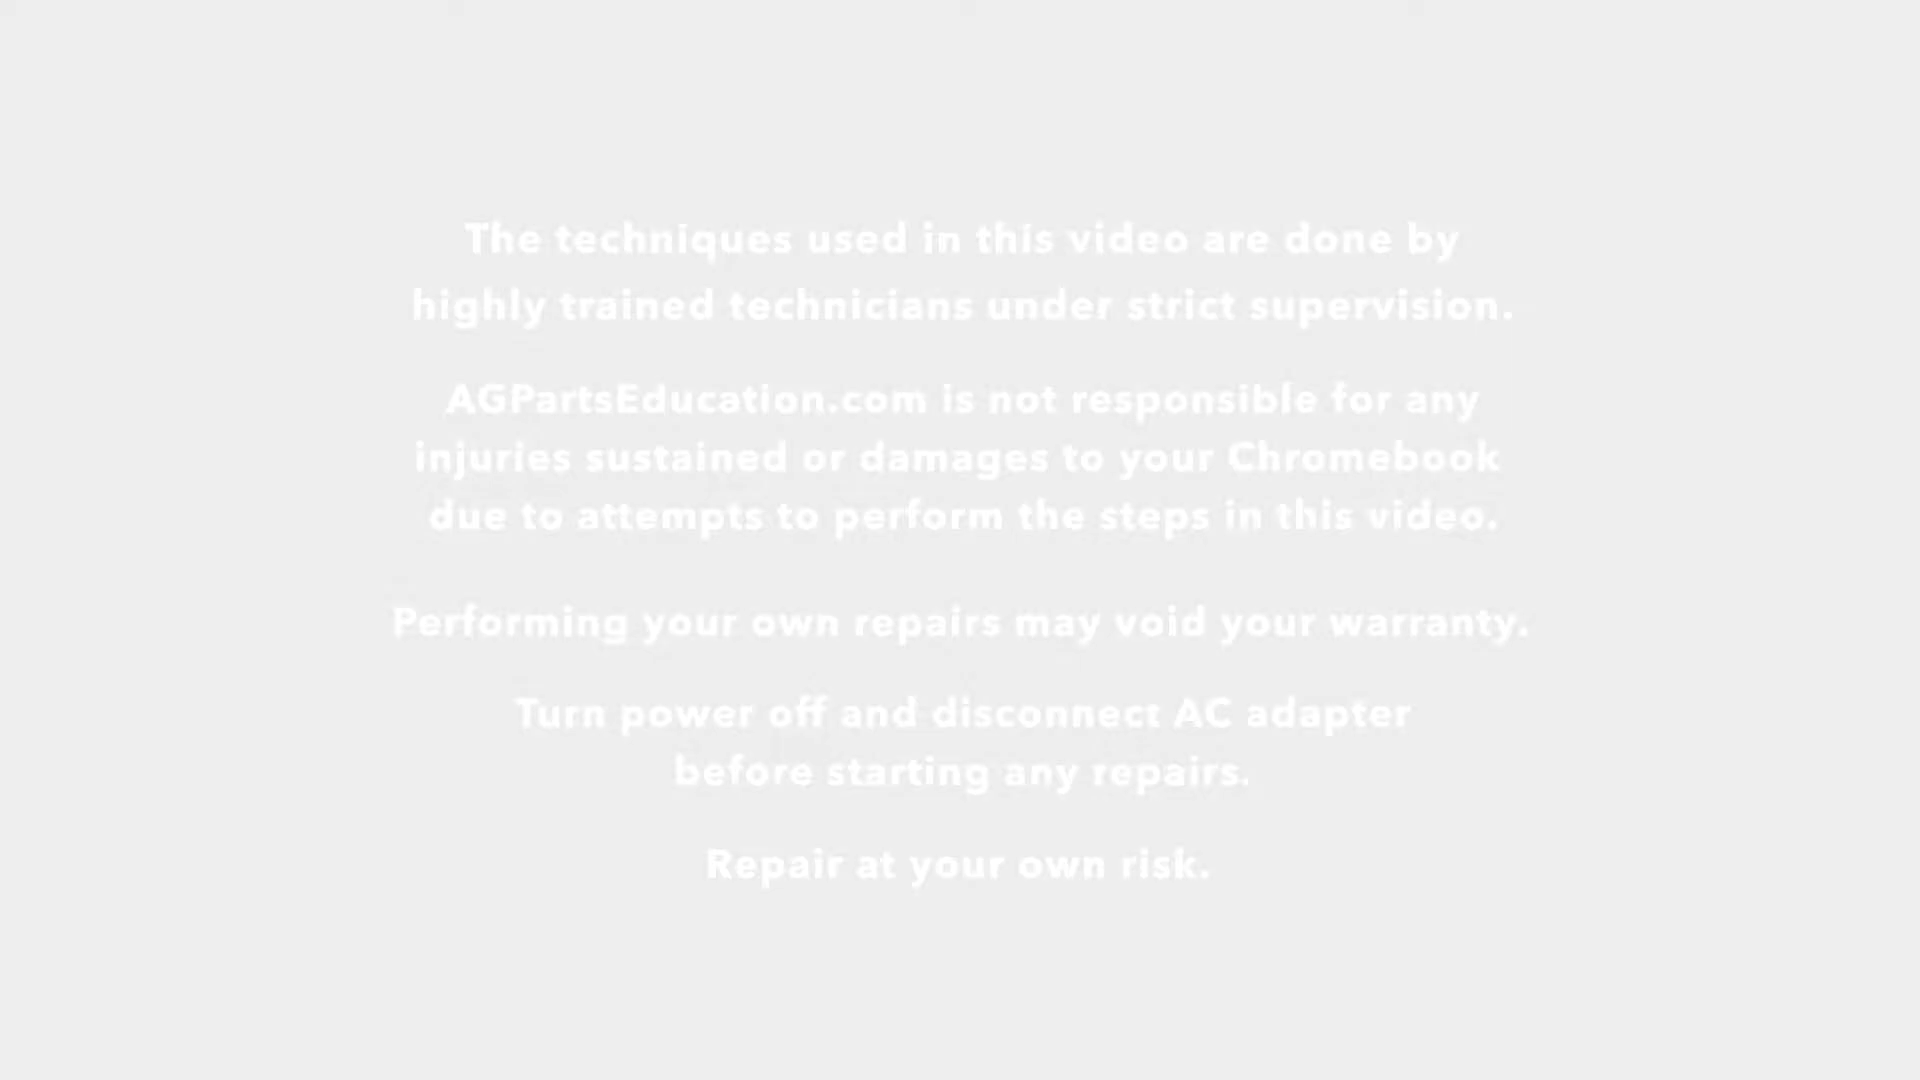 The techniques used in this video are done by
highly trained technicians under strict supervision.
AGPartsEducation.com is not responsible for any
injuries sustained or damages to your Chromebook
due to attempts to perform the steps in this video.
Performing your own repairs may void your warranty.
Turn power off and disconnect AC adapter
before starting any repairs.
Repair at your own risk.